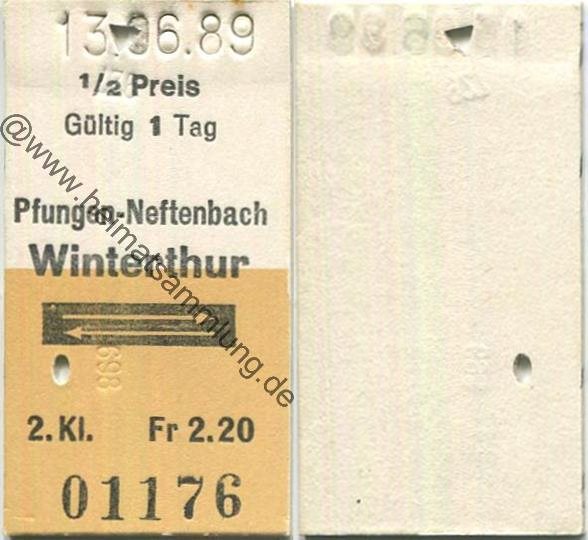 13.06.89
1/2 Preis
Gültig 1 Tag
Pfungen-Neftenbach
Winterthur
698
2. Kl. Fr 2.20
01176
@www.heimatsammlung.de